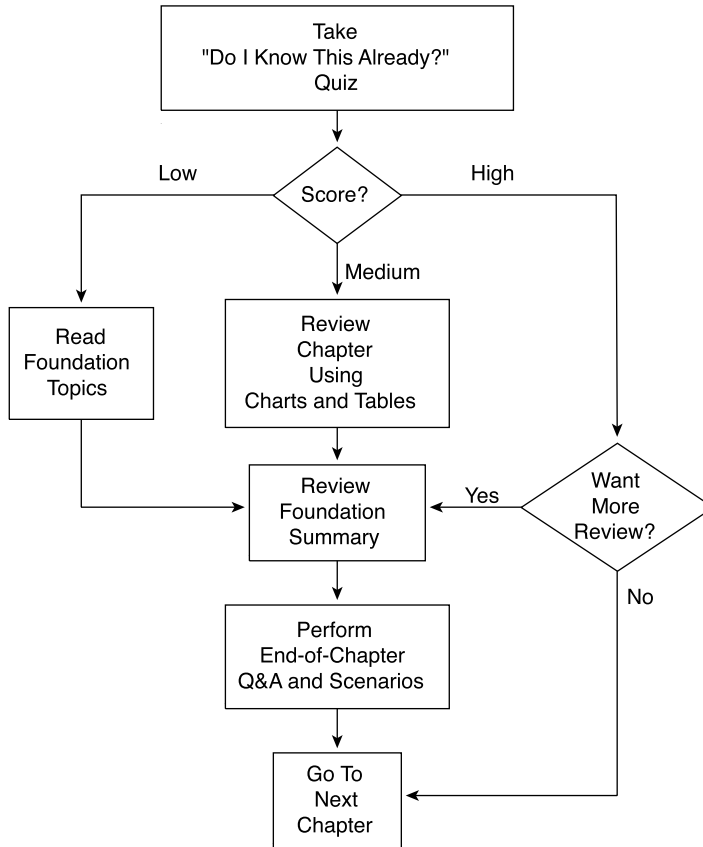 Take
"Do I Know This Already?"
Quiz
Low
Score?
High
Medium
Read
Foundation
Topics
Review
Chapter
Using
Charts and Tables
Review
Foundation
Summary
Yes
Want
More
Review?
No
Perform
End-of-Chapter
Q&A and Scenarios
Go To
Next
Chapter